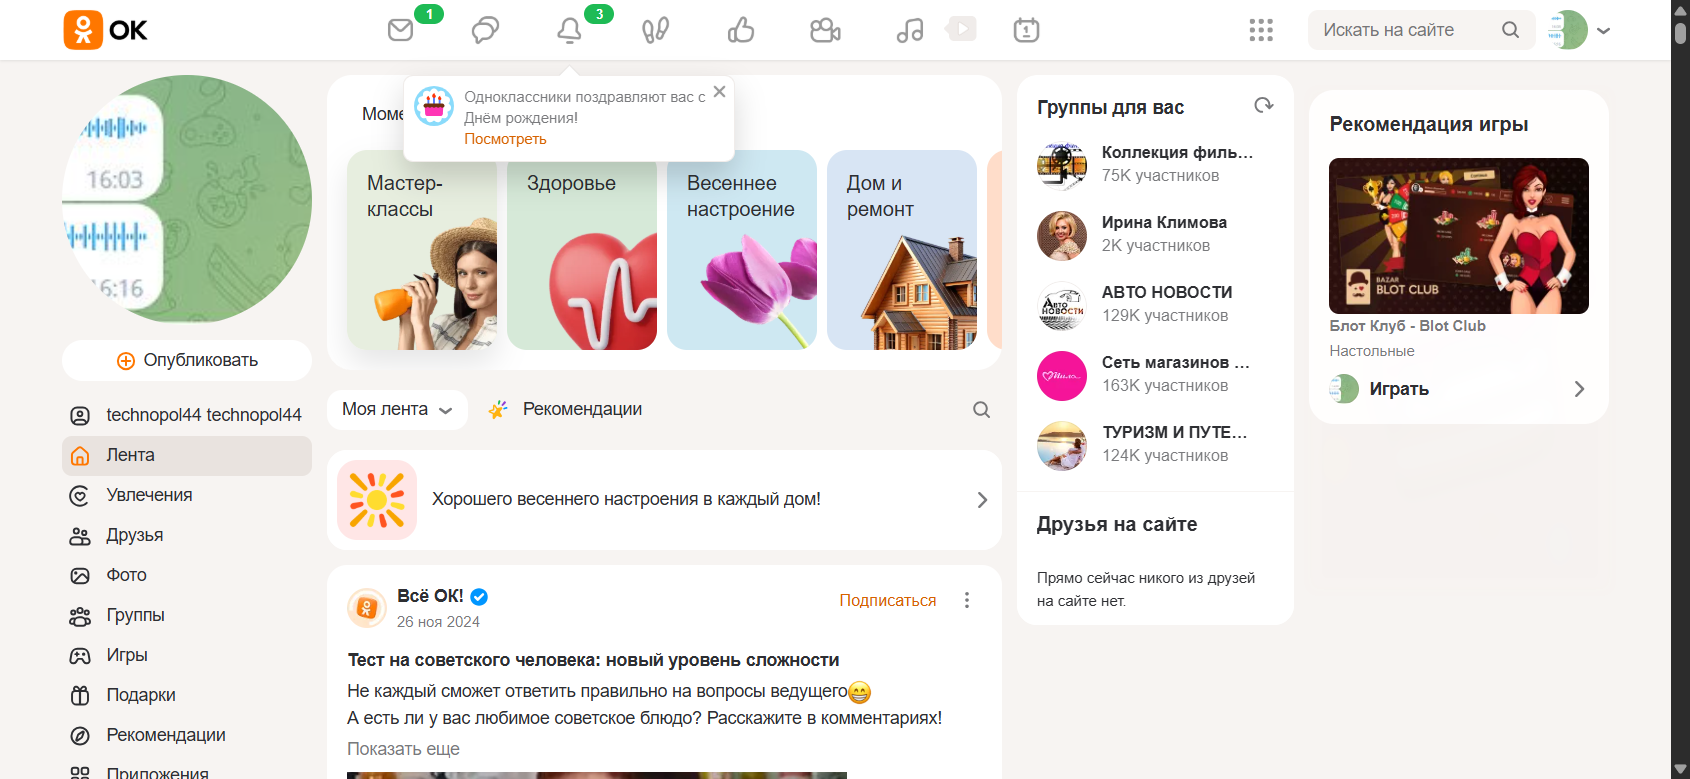 ОК
1
3
1
Искать на сайте
16:03
16:16
Опубликовать
technopol44 technopol44
Лента
Увлечения
Друзья
Фото
Группы
Игры
Подарки
Рекомендации
Приложения
Одноклассники поздравляют вас с
Днём рождения!
Посмотреть
Моме
Мастер-
классы
Здоровье
Весеннее
настроение
Дом и
ремонт
Моя лента
Рекомендации
Хорошего весеннего настроения в каждый дом!
Всё ОК!
Подписаться
26 ноя 2024
Тест на советского человека: новый уровень сложности
Не каждый сможет ответить правильно на вопросы ведущего😁
А есть ли у вас любимое советское блюдо? Расскажите в комментариях!
Показать еще
Группы для вас
Коллекция филь...
75K участников
Ирина Климова
2K участников
АВТО НОВОСТИ
АВТО НОВОСТИ
129K участников
Сеть магазинов ...
163K участников
ТУРИЗМ И ПУТЕ...
124K участников
Друзья на сайте
Прямо сейчас никого из друзей
на сайте нет.
Рекомендация игры
BAZAR
BLOT CLUB
Блот Клуб - Blot Club
Настольные
Играть